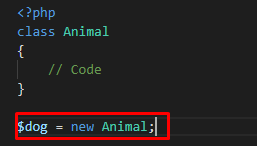 <?php
class Animal
{
    // Code
}

$dog = new Animal;